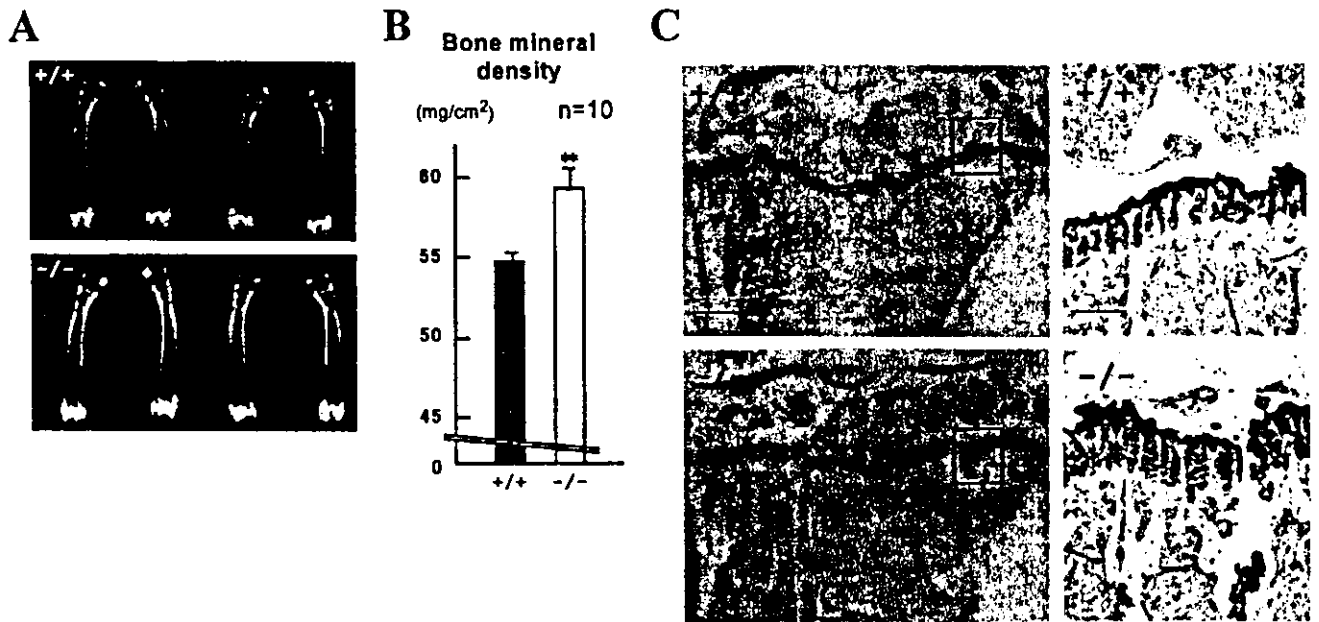 A
+/+
-/-
B
Bone mineral
density
(mg/cm²)
n=10
**
60
55
50
45
0
+/+
-/-
C
+/+
+/+
-/-
-/-